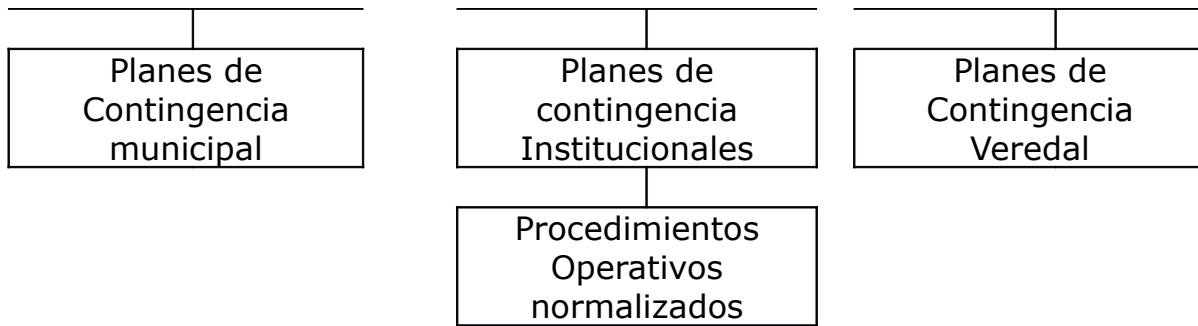 Planes de
Contingencia
municipal
Planes de
contingencia
Institucionales
Planes de
Contingencia
Veredal
Procedimientos
Operativos
normalizados